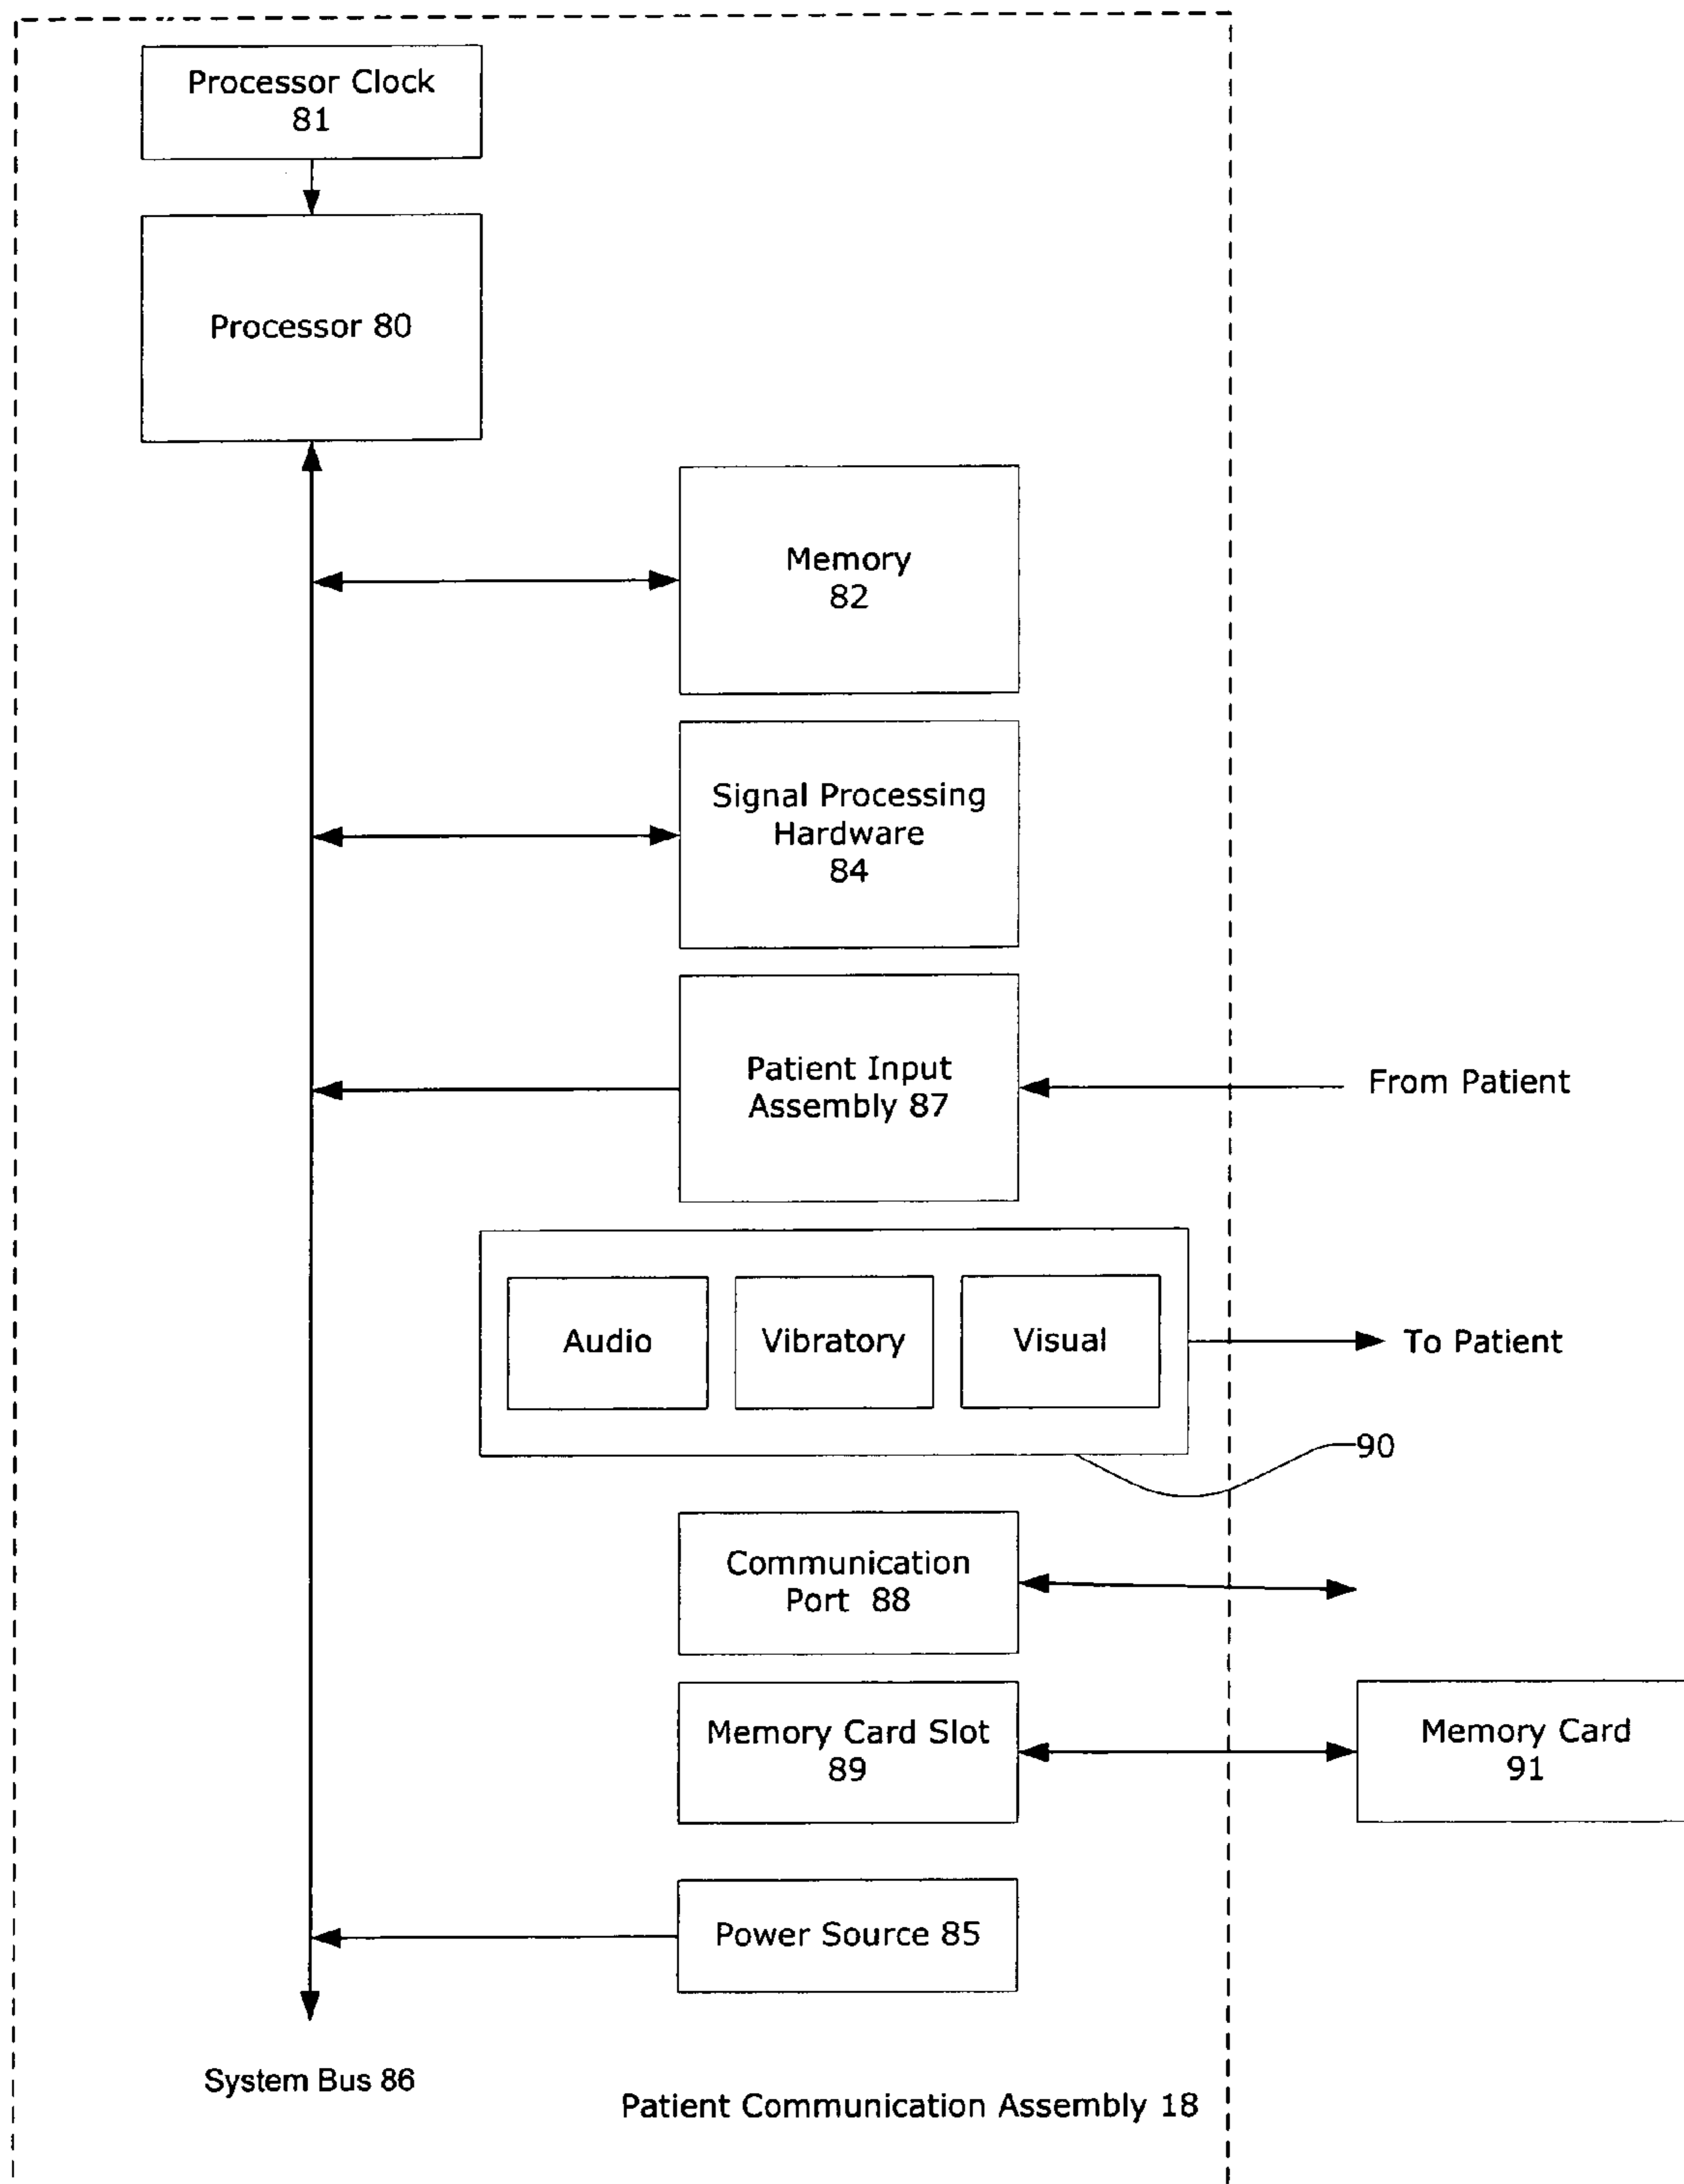 Processor Clock
81
Processor 80
Memory
82
Signal Processing
Hardware
84
Patient Input
Assembly 87
From Patient
Audio
Vibratory
Visual
To Patient
90
Communication
Port 88
Memory Card Slot
89
Memory Card
91
Power Source 85
System Bus 86
Patient Communication Assembly 18